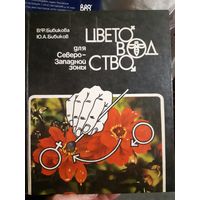 В.Ф.Бибикова
Ю.А.Бибиков
ЦВЕТО
ВОД
СТВО
для
Северо-
Западной
зоны